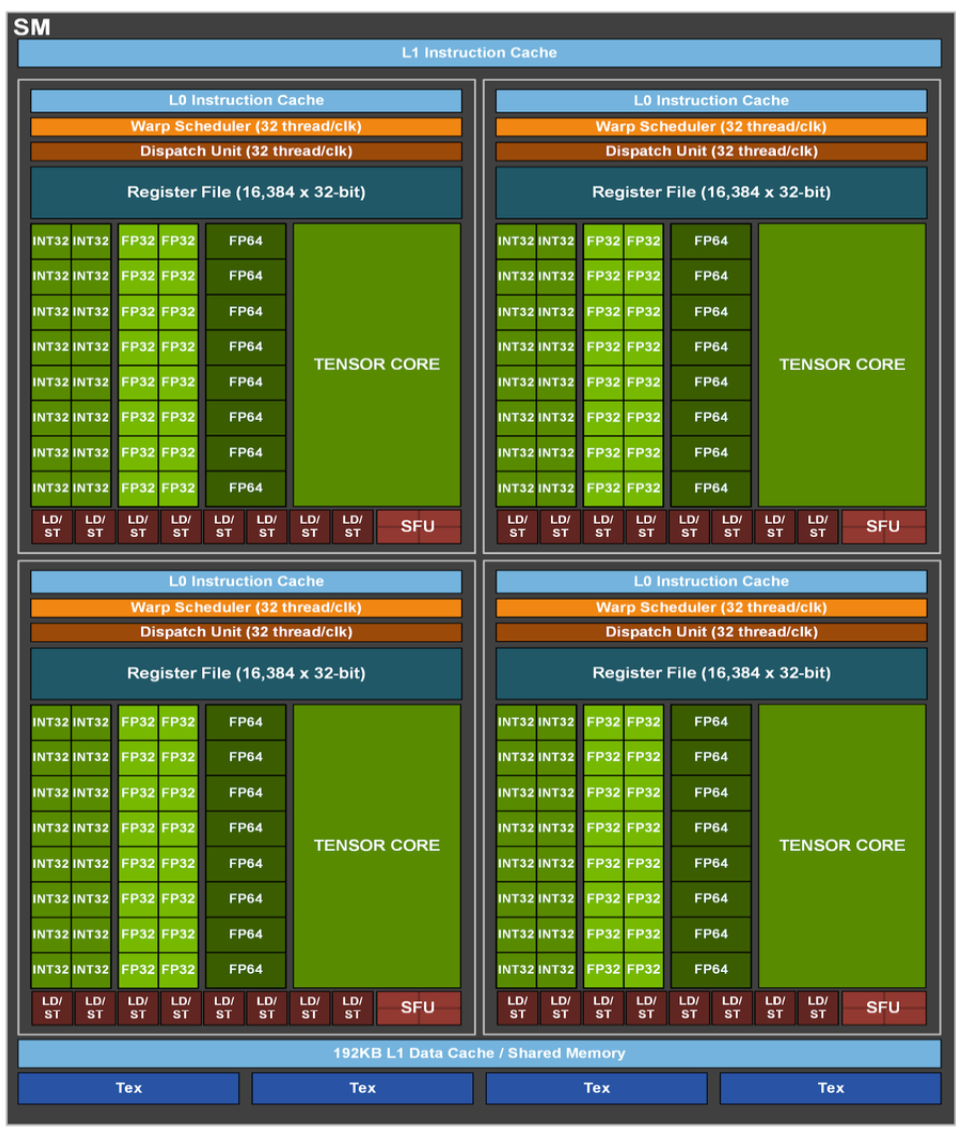 SM
L1 Instruction Cache
L0 Instruction Cache
Warp Scheduler (32 thread/clk)
Dispatch Unit (32 thread/clk)
Register File (16,384 x 32-bit)
INT32 INT32 FP32 FP32 FP64
INT32 INT32 FP32 FP32 FP64
INT32 INT32 FP32 FP32 FP64
INT32 INT32 FP32 FP32 FP64
TENSOR CORE
INT32 INT32 FP32 FP32 FP64
INT32 INT32 FP32 FP32 FP64
INT32 INT32 FP32 FP32 FP64
INT32 INT32 FP32 FP32 FP64
LD/ LD/ LD/ LD/ LD/ LD/ LD/ LD/
ST ST ST ST ST ST ST ST
SFU
L0 Instruction Cache
Warp Scheduler (32 thread/clk)
Dispatch Unit (32 thread/clk)
Register File (16,384 x 32-bit)
INT32 INT32 FP32 FP32 FP64
INT32 INT32 FP32 FP32 FP64
INT32 INT32 FP32 FP32 FP64
INT32 INT32 FP32 FP32 FP64
TENSOR CORE
INT32 INT32 FP32 FP32 FP64
INT32 INT32 FP32 FP32 FP64
INT32 INT32 FP32 FP32 FP64
INT32 INT32 FP32 FP32 FP64
LD/ LD/ LD/ LD/ LD/ LD/ LD/ LD/
ST ST ST ST ST ST ST ST
SFU
L0 Instruction Cache
Warp Scheduler (32 thread/clk)
Dispatch Unit (32 thread/clk)
Register File (16,384 x 32-bit)
INT32 INT32 FP32 FP32 FP64
INT32 INT32 FP32 FP32 FP64
INT32 INT32 FP32 FP32 FP64
INT32 INT32 FP32 FP32 FP64
TENSOR CORE
INT32 INT32 FP32 FP32 FP64
INT32 INT32 FP32 FP32 FP64
INT32 INT32 FP32 FP32 FP64
INT32 INT32 FP32 FP32 FP64
LD/ LD/ LD/ LD/ LD/ LD/ LD/ LD/
ST ST ST ST ST ST ST ST
SFU
L0 Instruction Cache
Warp Scheduler (32 thread/clk)
Dispatch Unit (32 thread/clk)
Register File (16,384 x 32-bit)
INT32 INT32 FP32 FP32 FP64
INT32 INT32 FP32 FP32 FP64
INT32 INT32 FP32 FP32 FP64
INT32 INT32 FP32 FP32 FP64
TENSOR CORE
INT32 INT32 FP32 FP32 FP64
INT32 INT32 FP32 FP32 FP64
INT32 INT32 FP32 FP32 FP64
INT32 INT32 FP32 FP32 FP64
LD/ LD/ LD/ LD/ LD/ LD/ LD/ LD/
ST ST ST ST ST ST ST ST
SFU
192KB L1 Data Cache / Shared Memory
Tex Tex Tex Tex